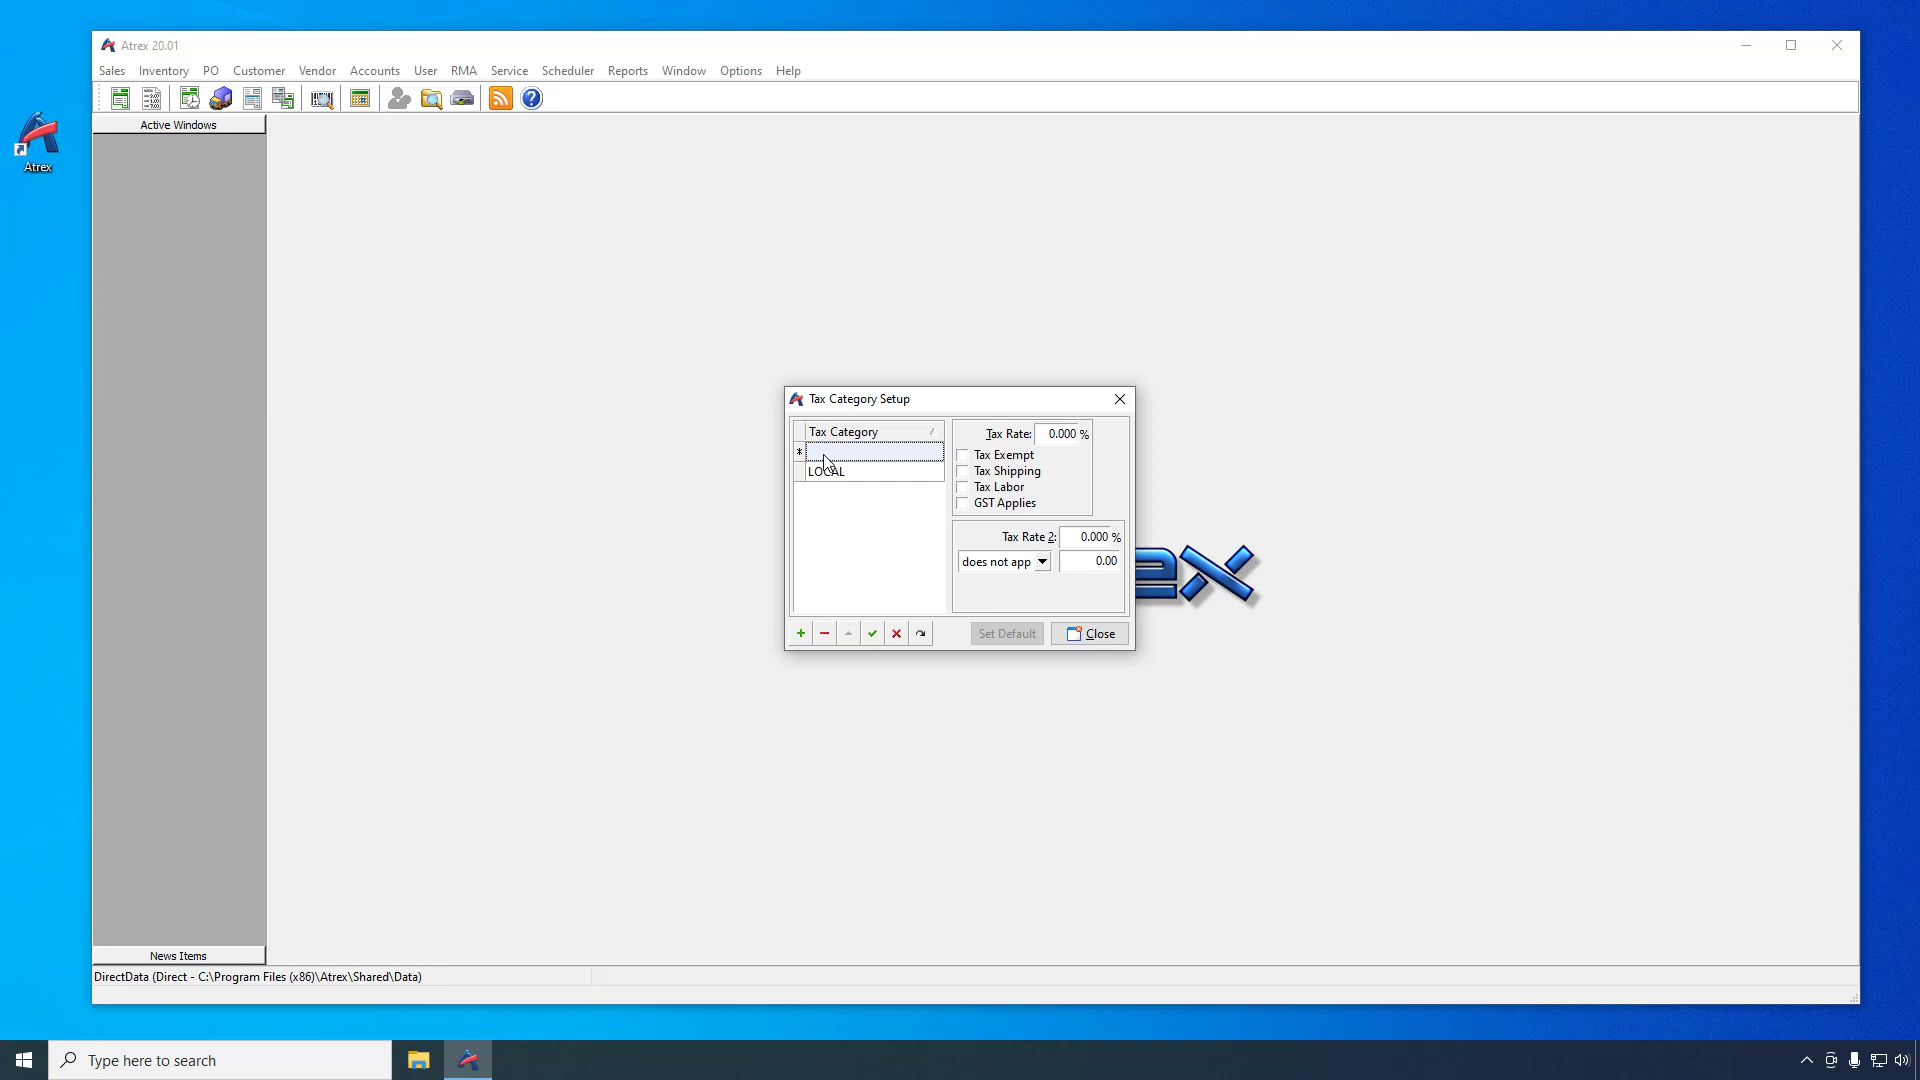 Atrex 20.01
Sales Inventory PO Customer Vendor Accounts User RMA Service Scheduler Reports Window Options Help
Active Windows
Atrex
Tax Category Setup
Tax Category
Tax Rate: 0.000 %
* 
Tax Exempt
LOCAL
Tax Shipping
Tax Labor
GST Applies
Tax Rate 2: 0.000 %
does not app 0.00
ex
Set Default
Close
News Items
DirectData (Direct - C:\Program Files (x86)\Atrex\Shared\Data)
Type here to search